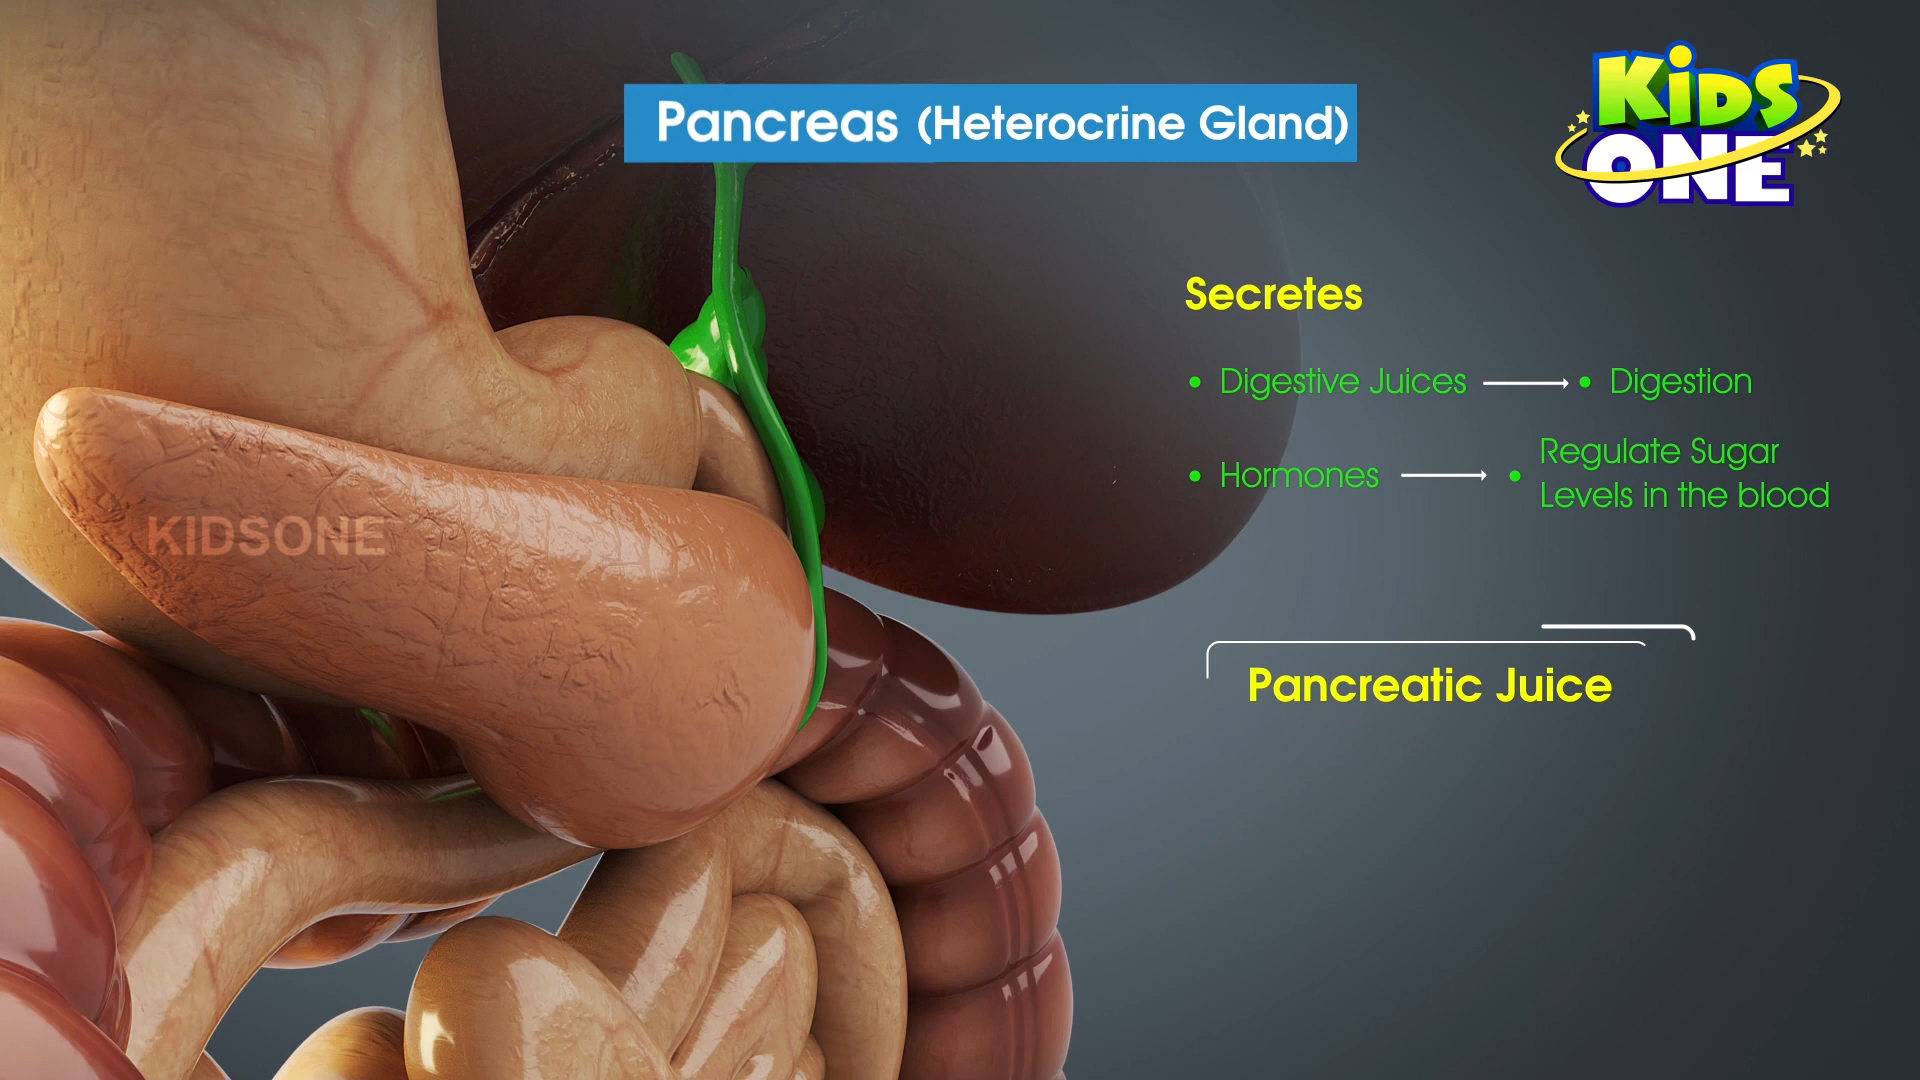 Pancreas (Heterocrine Gland)
KiDS
ONE
Secretes
• Digestive Juices → • Digestion
• Hormones → • Regulate Sugar
Levels in the blood
KIDSONE
Pancreatic Juice